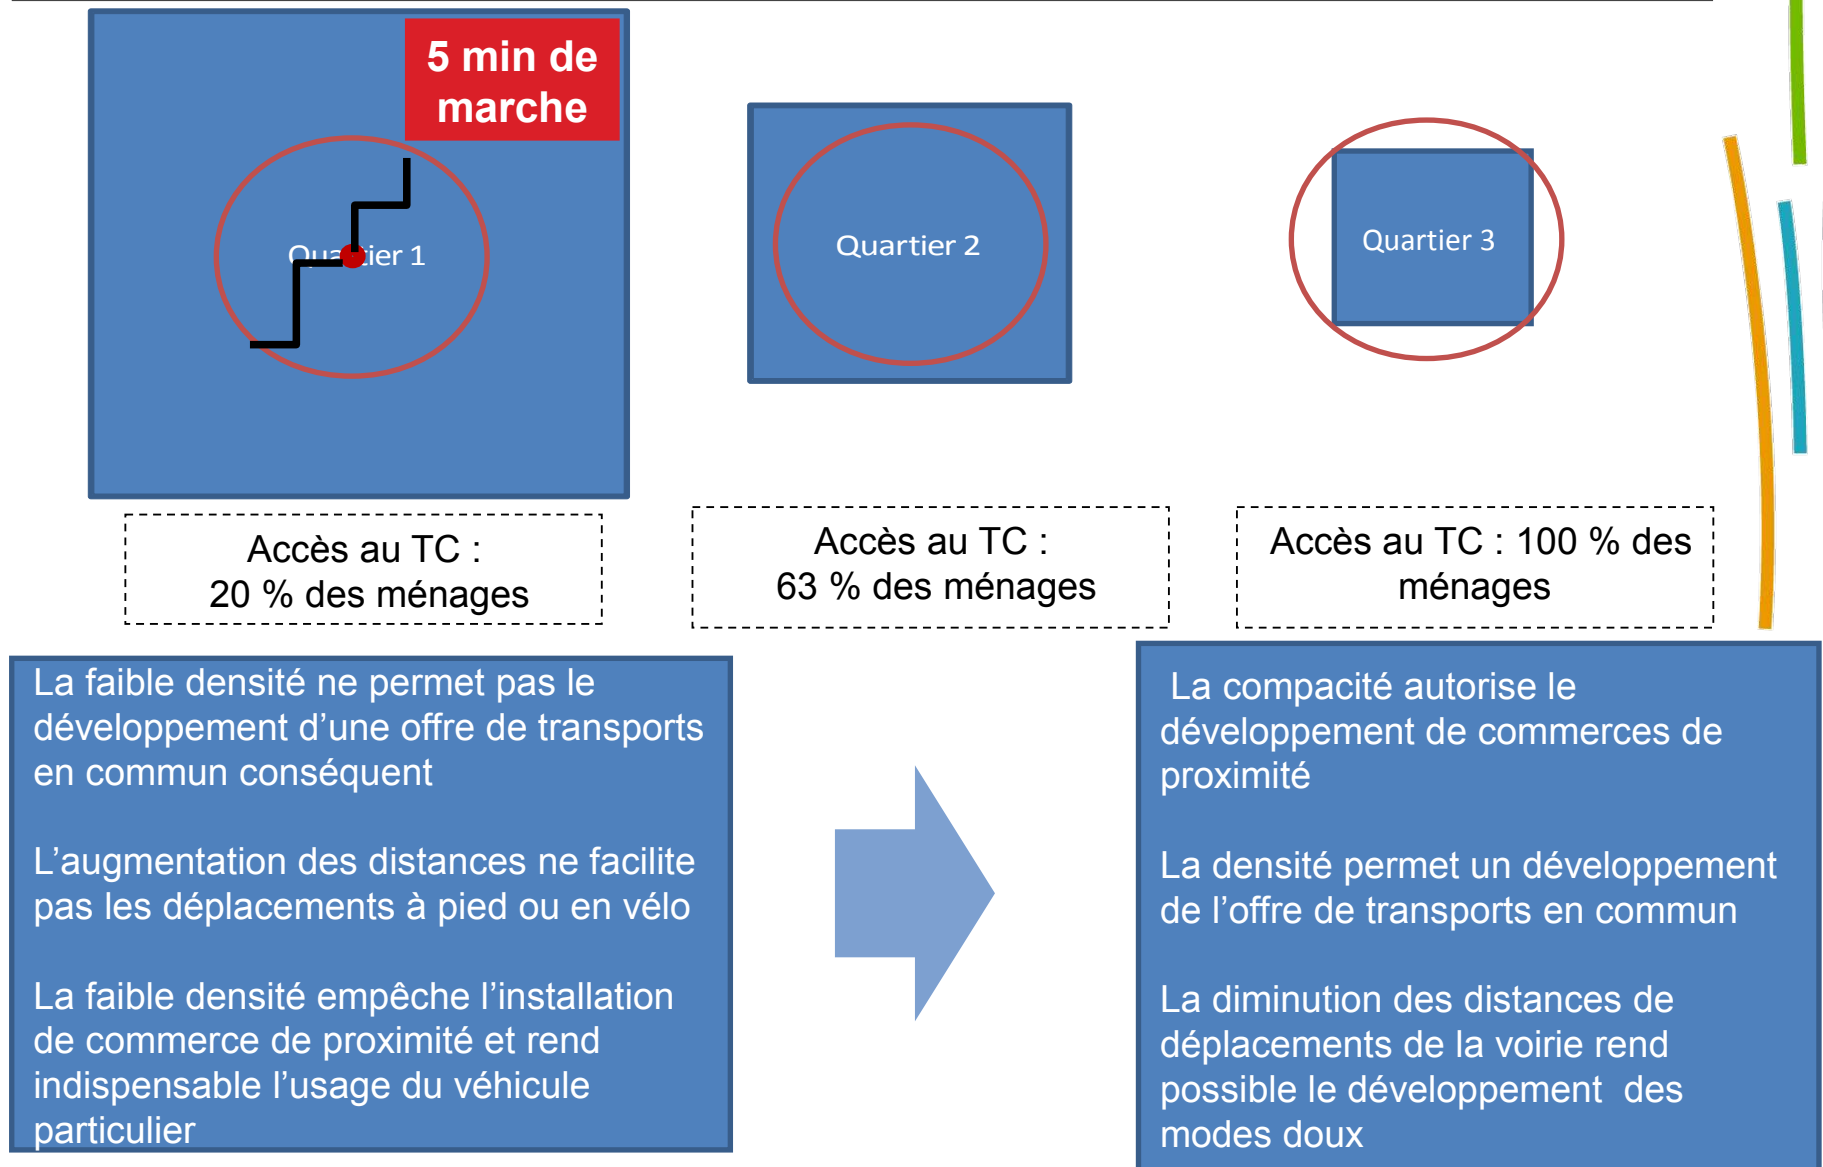 5 min de
marche
Quartier 1
Quartier 2
Quartier 3
Accès au TC :
20 % des ménages
Accès au TC :
63 % des ménages
Accès au TC : 100 % des
ménages
La faible densité ne permet pas le
développement d’une offre de transports
en commun conséquent
L’augmentation des distances ne facilite
pas les déplacements à pied ou en vélo
La faible densité empêche l’installation
de commerce de proximité et rend
indispensable l’usage du véhicule
particulier
La compacité autorise le
développement de commerces de
proximité
La densité permet un développement
de l’offre de transports en commun
La diminution des distances de
déplacements de la voirie rend
possible le développement des
modes doux